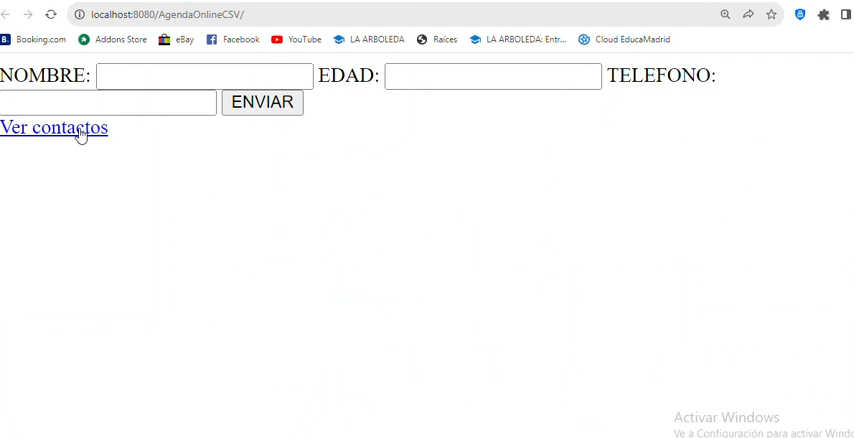 localhost:8080/AgendaOnlineCSV/
B. Booking.com Addons Store eBay Facebook YouTube LA ARBOLEDA Raíces LA ARBOLEDA: Entr... Cloud EducaMadrid
NOMBRE: EDAD: TELEFONO:
ENVIAR
Ver contactos
Activar Windows
Ve a Configuración para activar Windo